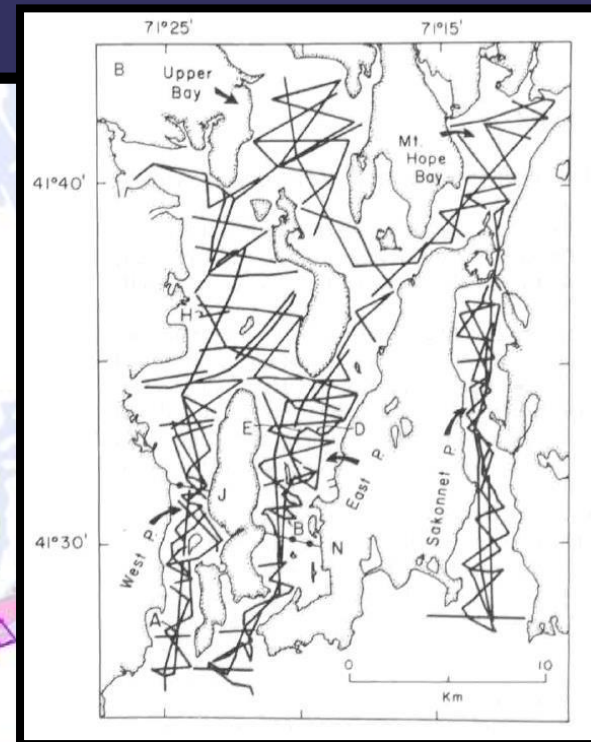 71°25'
71°15'
B
Upper
Bay
Mt.
Hope
Bay
41°40'
H
E
D
East P.
J
Sakonnet P.
West P.
B
41°30'
N
A
0
10
Km